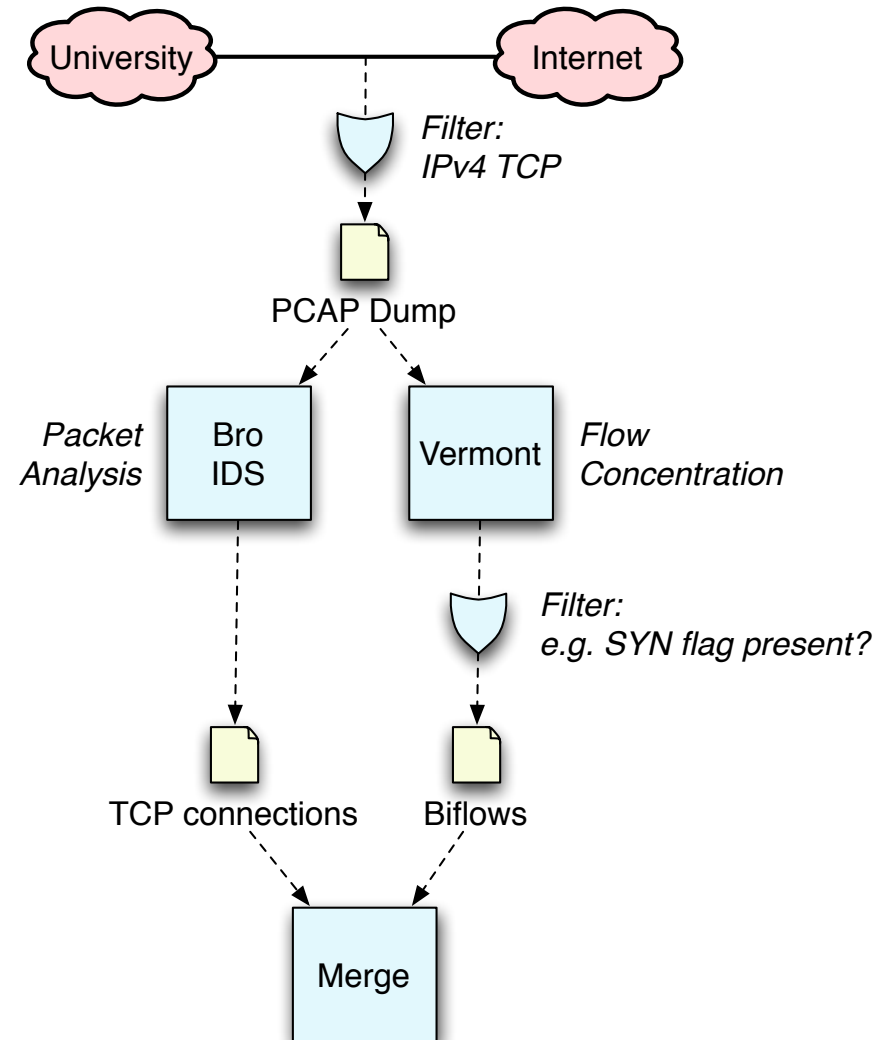 University
Internet
Filter:
IPv4 TCP
PCAP Dump
Packet
Analysis
Bro
IDS
Vermont
Flow
Concentration
Filter:
e.g. SYN flag present?
TCP connections
Biflows
Merge